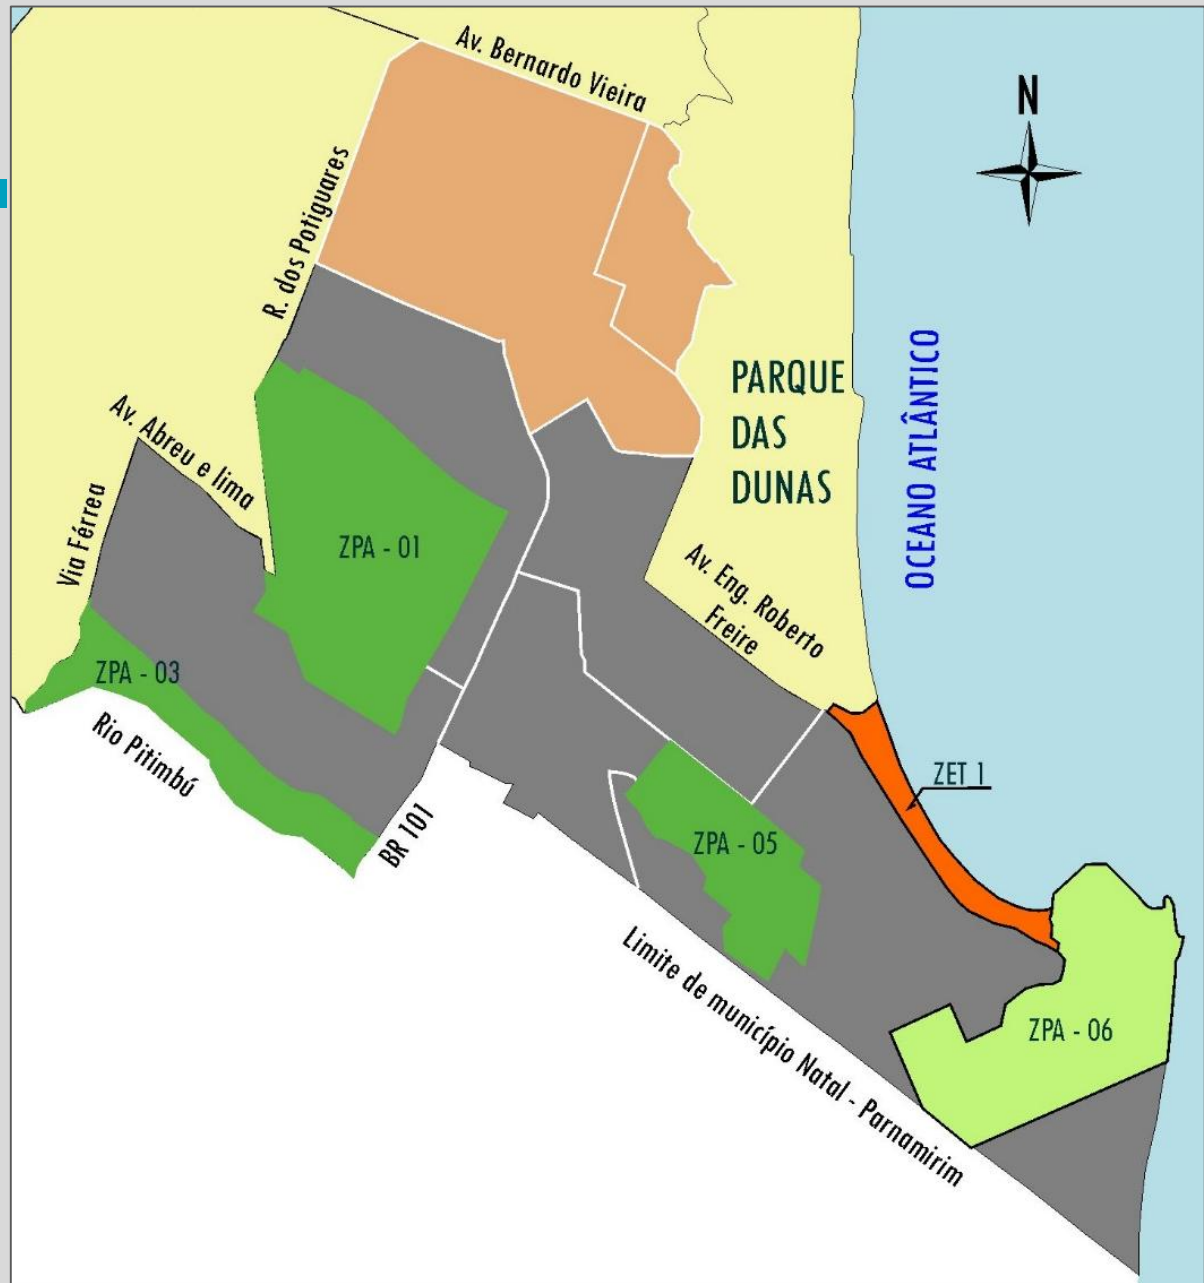 Av. Bernardo Vieira
N
R. dos Potiguares
PARQUE
DAS
DUNAS
OCEANO ATLÂNTICO
Av. Abreu e lima
Via Férrea
ZPA - 01
Av. Eng. Roberto
Freire
ZPA - 03
Rio Pitimbú
ZET 1
BR 101
ZPA - 05
Limite de município Natal - Parnamirim
ZPA - 06